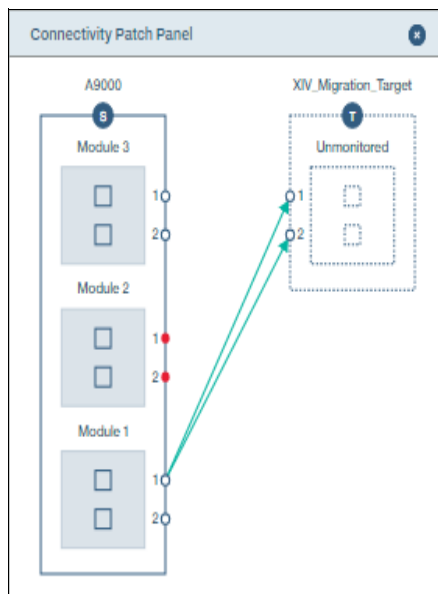 Connectivity Patch Panel
x
A9000
XIV_Migration_Target
S
T
Module 3
Unmonitored
1
1
2
2
Module 2
1
2
Module 1
1
2